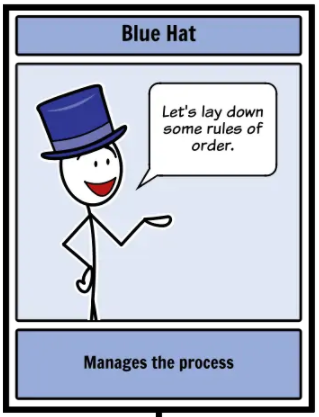 Blue Hat
Let's lay down
some rules of
order.
Manages the process